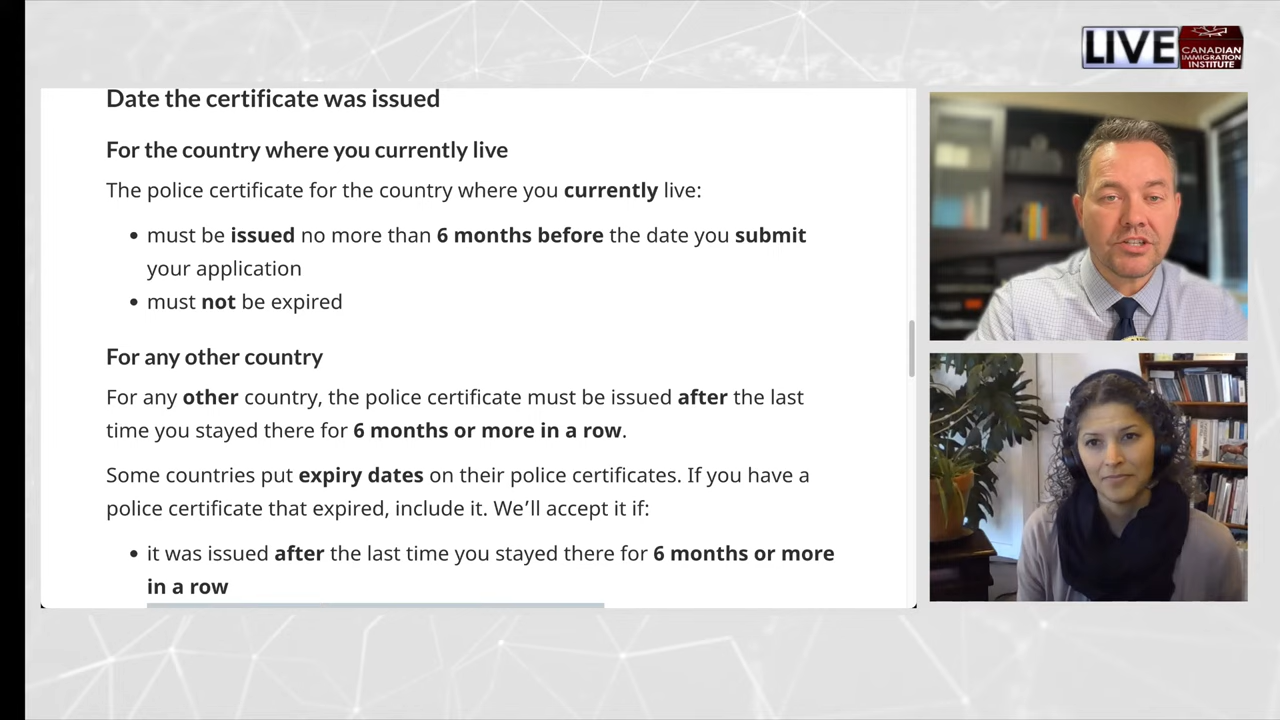 LIVE
CANADIAN
IMMIGRATION
INSTITUTE
Date the certificate was issued
For the country where you currently live
The police certificate for the country where you currently live:
• must be issued no more than 6 months before the date you submit
your application
• must not be expired
For any other country
For any other country, the police certificate must be issued after the last
time you stayed there for 6 months or more in a row.
Some countries put expiry dates on their police certificates. If you have a
police certificate that expired, include it. We’ll accept it if:
• it was issued after the last time you stayed there for 6 months or more
in a row